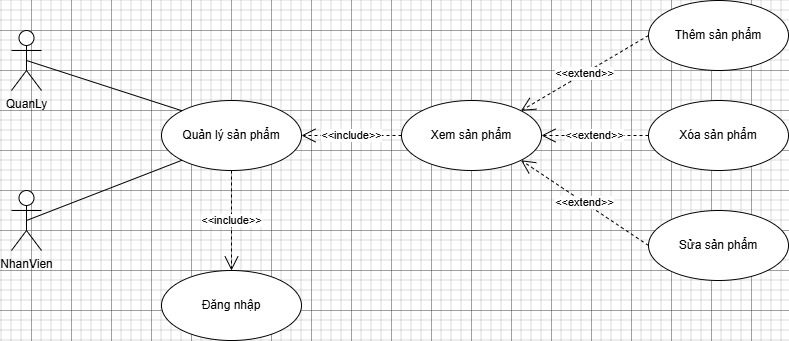 Thêm sản phẩm
<<extend>>
QuanLy
Quản lý sản phẩm
<<include>>
Xem sản phẩm
<<extend>>
Xóa sản phẩm
<<extend>>
<<include>>
Sửa sản phẩm
NhanVien
Đăng nhập